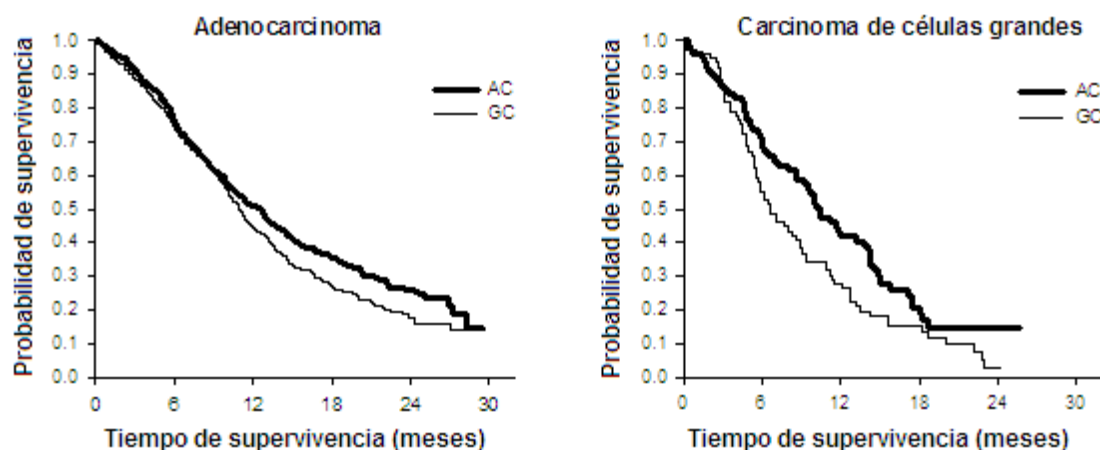 Adenocarcinoma
Probabilidad de supervivencia
1.0
0.9
0.8
0.7
0.6
0.5
0.4
0.3
0.2
0.1
0.0
AC
GC
0 6 12 18 24 30
Tiempo de supervivencia (meses)
Carcinoma de células grandes
Probabilidad de supervivencia
1.0
0.9
0.8
0.7
0.6
0.5
0.4
0.3
0.2
0.1
0.0
AC
GC
0 6 12 18 24 30
Tiempo de supervivencia (meses)